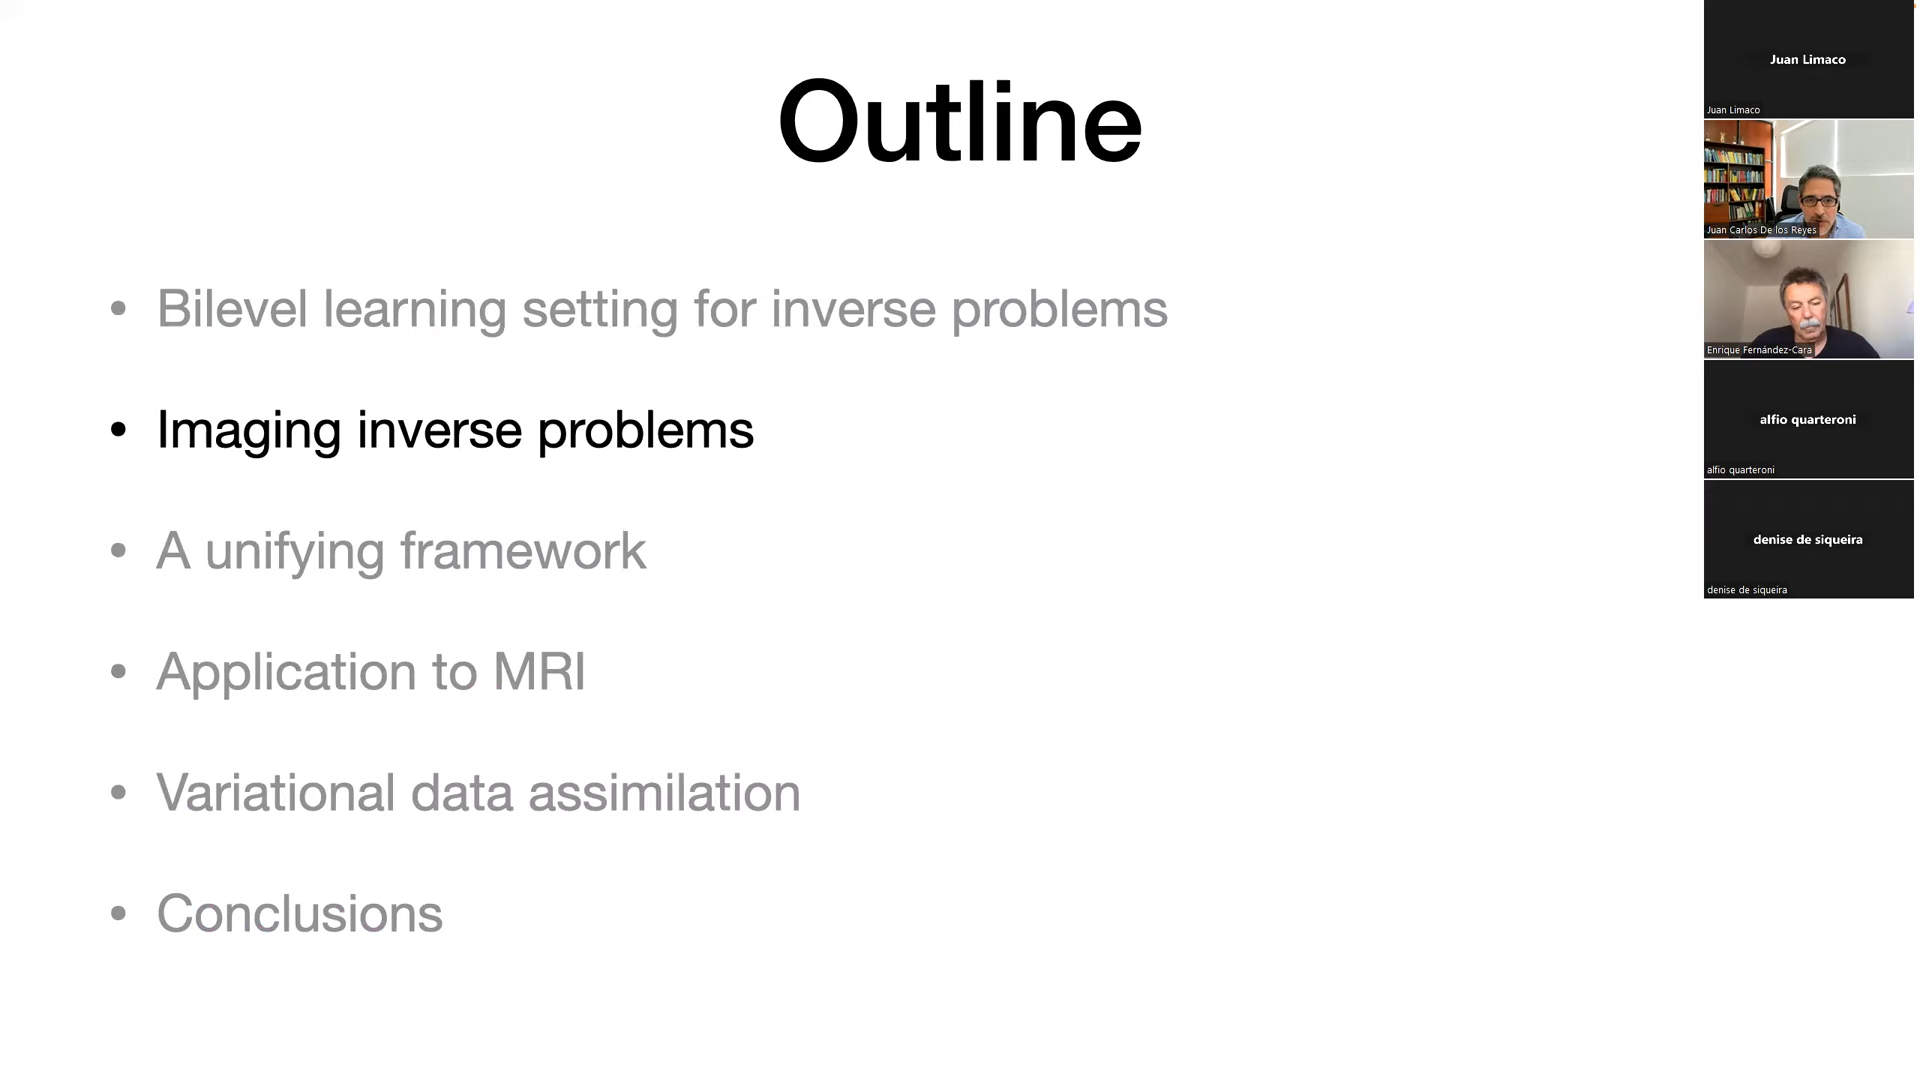 Outline
• Bilevel learning setting for inverse problems
• Imaging inverse problems
• A unifying framework
• Application to MRI
• Variational data assimilation
• Conclusions
Juan Limaco
Juan Limaco
Juan Carlos De los Reyes
Enrique Fernández-Cara
alfio quarteroni
alfio quarteroni
denise de siqueira
denise de siqueira